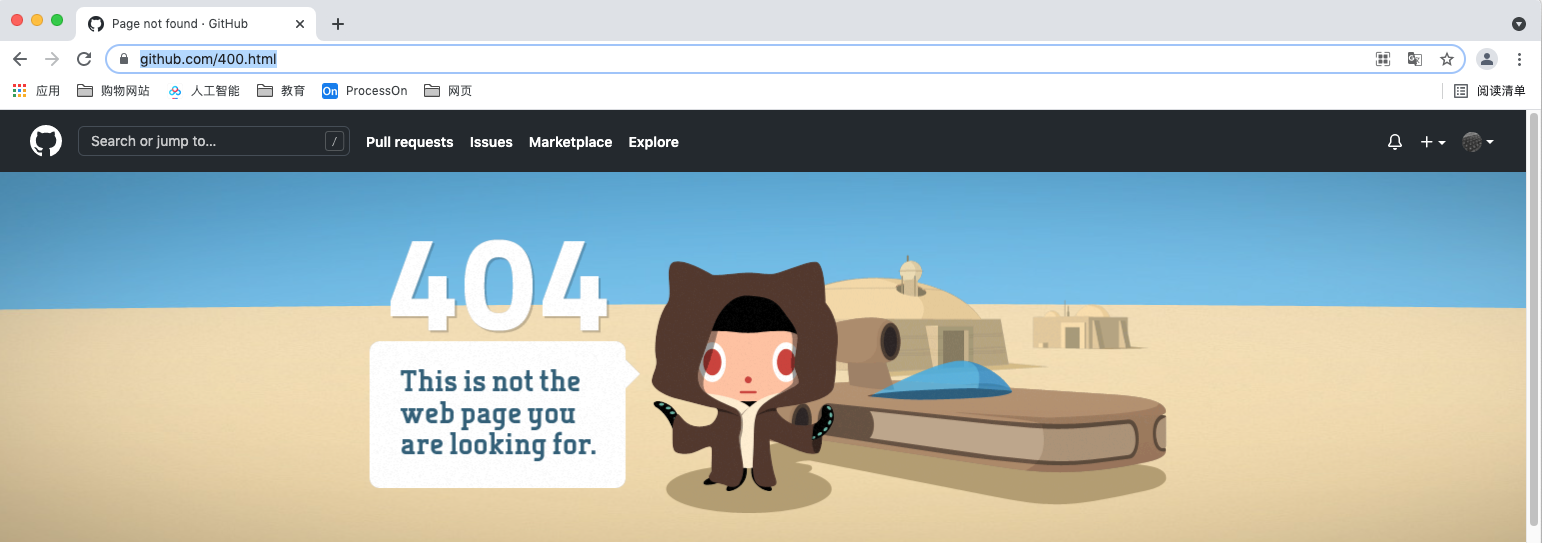 Page not found · GitHub
github.com/400.html
应用 购物网站 人工智能 教育 On ProcessOn 网页 阅读清单
Search or jump to... / Pull requests Issues Marketplace Explore
404
This is not the
web page you
are looking for.